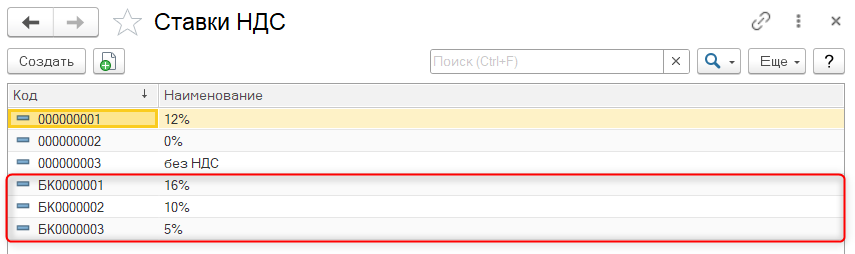 Ставки НДС
Создать Поиск (Ctrl+F) Еще ?
Код Наименование
000000001 12%
000000002 0%
000000003 без НДС
БК0000001 16%
БК0000002 10%
БК0000003 5%